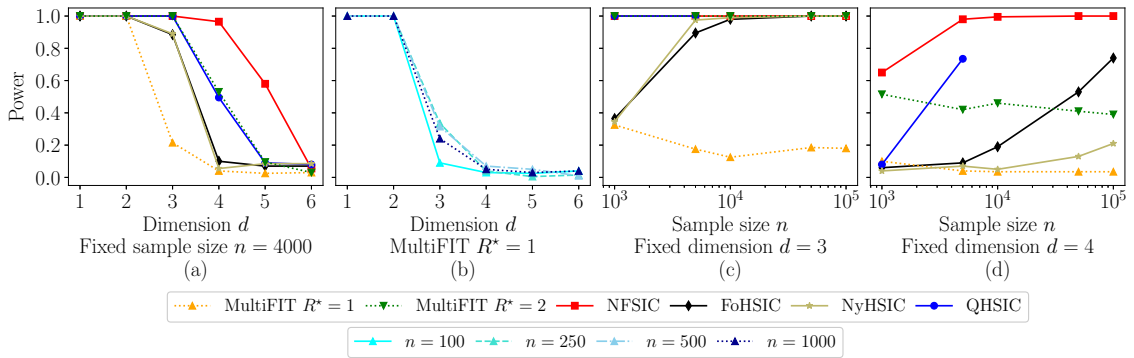 Power
1.0
0.8
0.6
0.4
0.2
0.0
1 2 3 4 5 6
1 2 3 4 5 6
10^3 10^4 10^5
10^3 10^4 10^5
Dimension d
Fixed sample size n = 4000
(a)
Dimension d
MultiFIT R^⋆ = 1
(b)
Sample size n
Fixed dimension d = 3
(c)
Sample size n
Fixed dimension d = 4
(d)
MultiFIT R^⋆ = 1 MultiFIT R^⋆ = 2 NFSIC FoHSIC NyHSIC QHSIC
n = 100 n = 250 n = 500 n = 1000